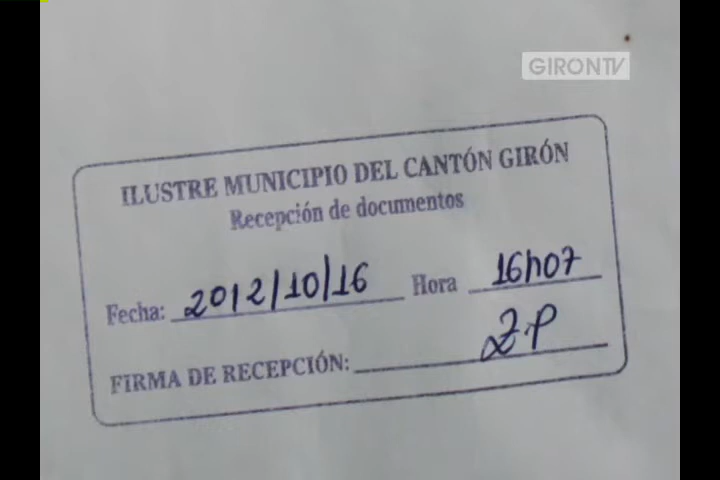 GIRONTV
ILUSTRE MUNICIPIO DEL CANTÓN GIRÓN
Recepción de documentos
Fecha: 2012/10/16 Hora 16h07
FIRMA DE RECEPCIÓN: Z.P